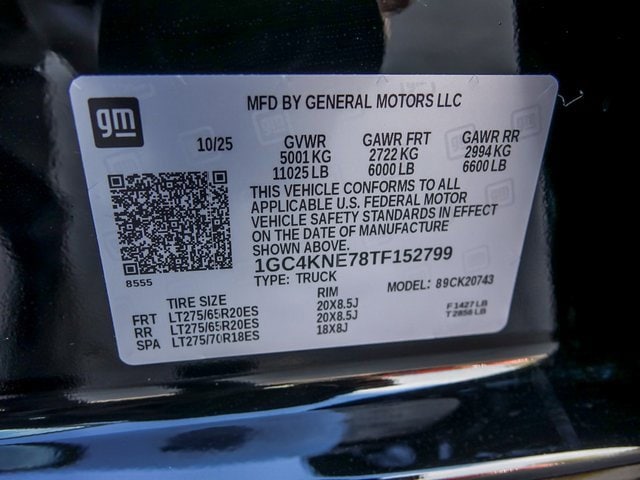 gm
MFD BY GENERAL MOTORS LLC
10/25 GVWR GAWR FRT GAWR RR
5001 KG 2722 KG 2994 KG
11025 LB 6000 LB 6600 LB
THIS VEHICLE CONFORMS TO ALL
APPLICABLE U.S. FEDERAL MOTOR
VEHICLE SAFETY STANDARDS IN EFFECT
ON THE DATE OF MANUFACTURE
SHOWN ABOVE.
8555
1GC4KNE78TF152799
TYPE: TRUCK MODEL: 89CK20743
TIRE SIZE RIM
FRT LT275/65R20ES 20X8.5J F1427 LB
RR LT275/65R20ES 20X8.5J T2858 LB
SPA LT275/70R18ES 18X8J